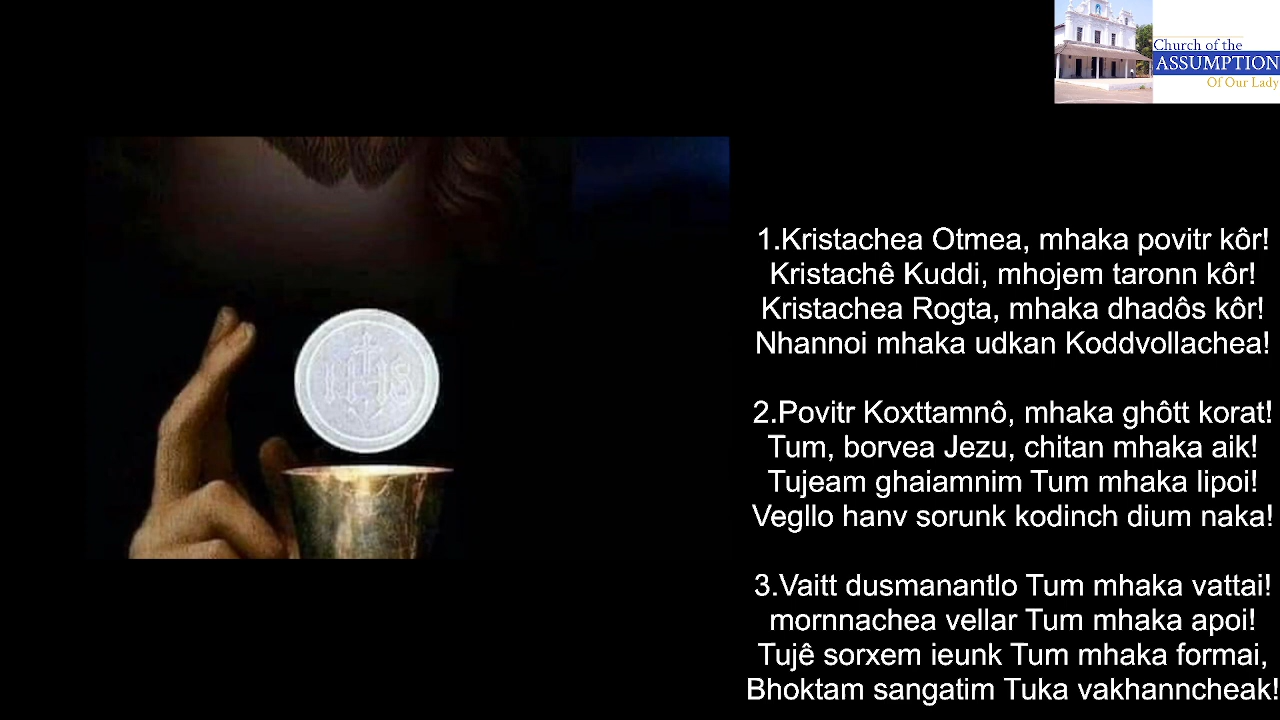 Church of the
ASSUMPTION
Of Our Lady
IHS
1.Kristachea Otmea, mhaka povitr kôr!
Kristachê Kuddi, mhojem taronn kôr!
Kristachea Rogta, mhaka dhadôs kôr!
Nhannoi mhaka udkan Koddvollachea!
2.Povitr Koxttamnô, mhaka ghôtt korat!
Tum, borvea Jezu, chitan mhaka aik!
Tujeam ghaiamnim Tum mhaka lipoi!
Vegllo hanv sorunk kodinch dium naka!
3.Vaitt dusmanantlo Tum mhaka vattai!
mornnachea vellar Tum mhaka apoi!
Tujê sorxem ieunk Tum mhaka formai,
Bhoktam sangatim Tuka vakhanncheak!